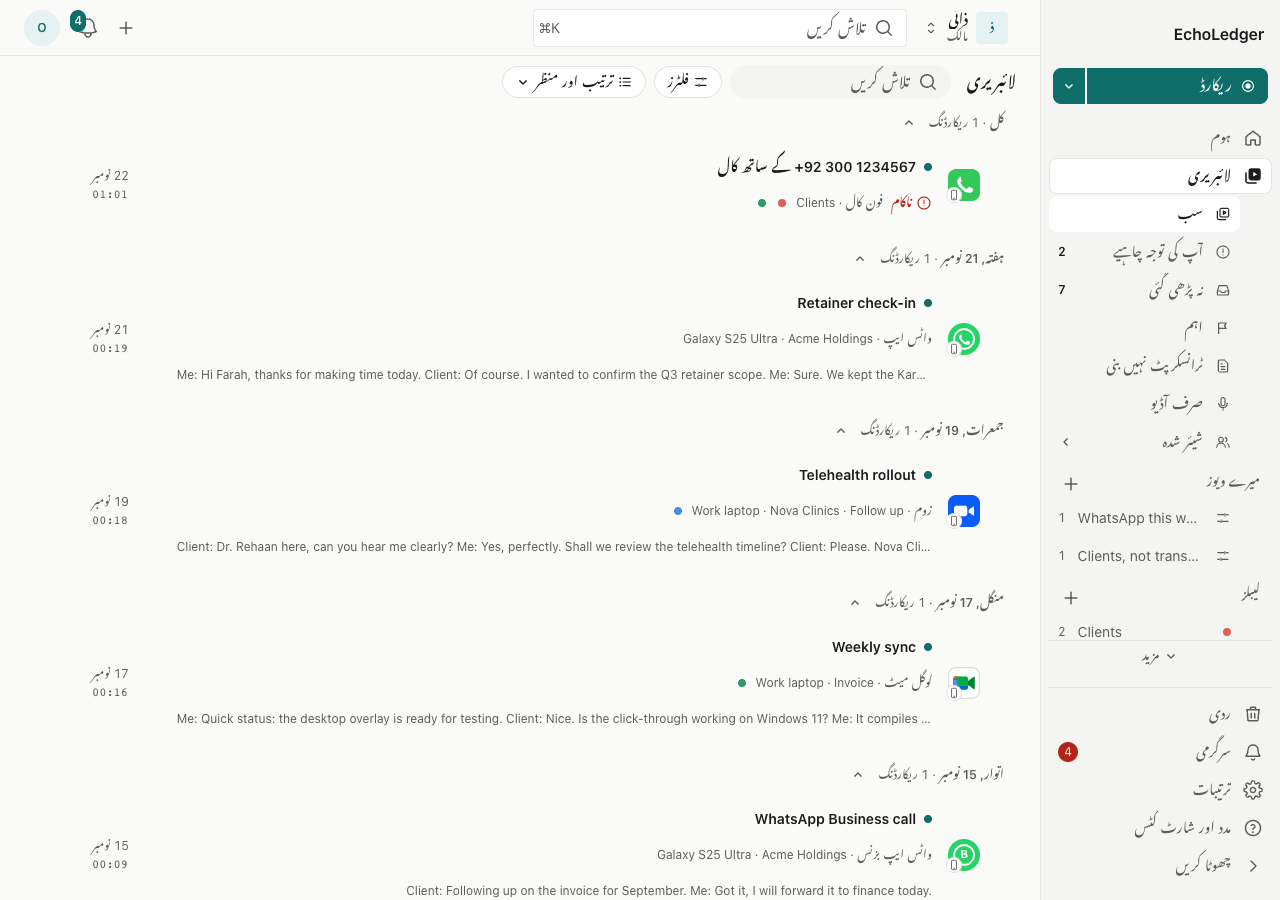 EchoLedger
ریکارڈ
ہوم
لائبریری
سب
آپ کی توجہ چاہیے 2
نہ پڑھی گئی 7
اہم
ٹرانسکرپٹ نہیں بنی
صرف آڈیو
شیئر شدہ
میرے ویوز
WhatsApp this w... 1
Clients, not trans... 1
لیبلز
Clients 2
مزید
ردی
سرگرمی 4
ترتیبات
مدد اور شارٹ کٹس
چھوٹا کریں
ذ
ذاتی
مالک
تلاش کریں ⌘K
4
O
لائبریری
تلاش کریں
فلٹرز
ترتیب اور منظر
کل · 1 ریکارڈنگ
+92 300 1234567 کے ساتھ کال
ناکام فون کال · Clients
22 نومبر
01:01
ہفتہ, 21 نومبر · 1 ریکارڈنگ
Retainer check-in
واٹس ایپ · Galaxy S25 Ultra · Acme Holdings
Me: Hi Farah, thanks for making time today. Client: Of course. I wanted to confirm the Q3 retainer scope. Me: Sure. We kept the Kar...
21 نومبر
00:19
جمعرات, 19 نومبر · 1 ریکارڈنگ
Telehealth rollout
زوم · Work laptop · Nova Clinics · Follow up
Client: Dr. Rehaan here, can you hear me clearly? Me: Yes, perfectly. Shall we review the telehealth timeline? Client: Please. Nova Cli...
19 نومبر
00:18
منگل, 17 نومبر · 1 ریکارڈنگ
Weekly sync
گوگل میٹ · Work laptop · Invoice
Me: Quick status: the desktop overlay is ready for testing. Client: Nice. Is the click-through working on Windows 11? Me: It compiles ...
17 نومبر
00:16
اتوار, 15 نومبر · 1 ریکارڈنگ
WhatsApp Business call
واٹس ایپ بزنس · Galaxy S25 Ultra · Acme Holdings
Client: Following up on the invoice for September. Me: Got it, I will forward it to finance today.
15 نومبر
00:09